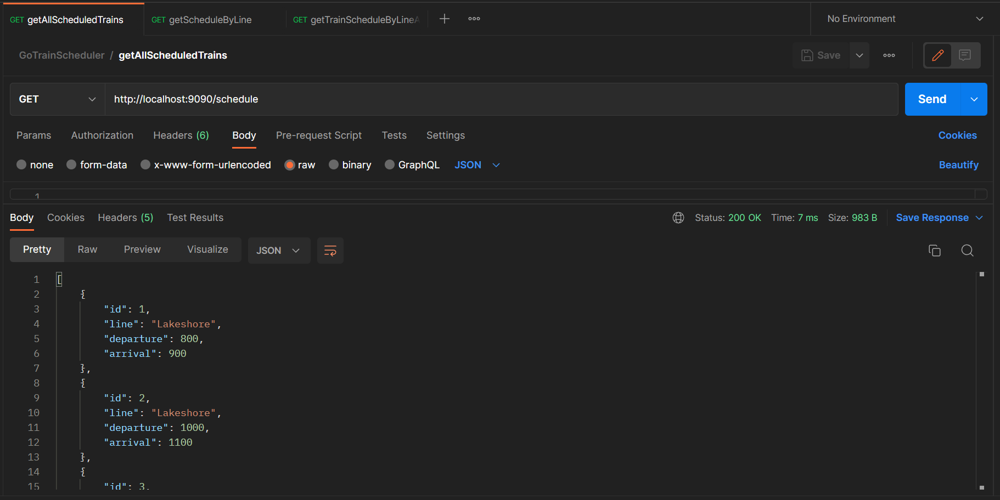 GET getAllScheduledTrains GET getScheduleByLine GET getTrainScheduleByLineA No Environment
GoTrainScheduler / getAllScheduledTrains Save
GET http://localhost:9090/schedule Send
Params Authorization Headers (6) Body Pre-request Script Tests Settings Cookies
none form-data x-www-form-urlencoded raw binary GraphQL JSON Beautify
1
Body Cookies Headers (5) Test Results Status: 200 OK Time: 7 ms Size: 983 B Save Response
Pretty Raw Preview Visualize JSON
1 [
2 {
3 "id": 1,
4 "line": "Lakeshore",
5 "departure": 800,
6 "arrival": 900
7 },
8 {
9 "id": 2,
10 "line": "Lakeshore",
11 "departure": 1000,
12 "arrival": 1100
13 },
14 {
15 "id": 3,